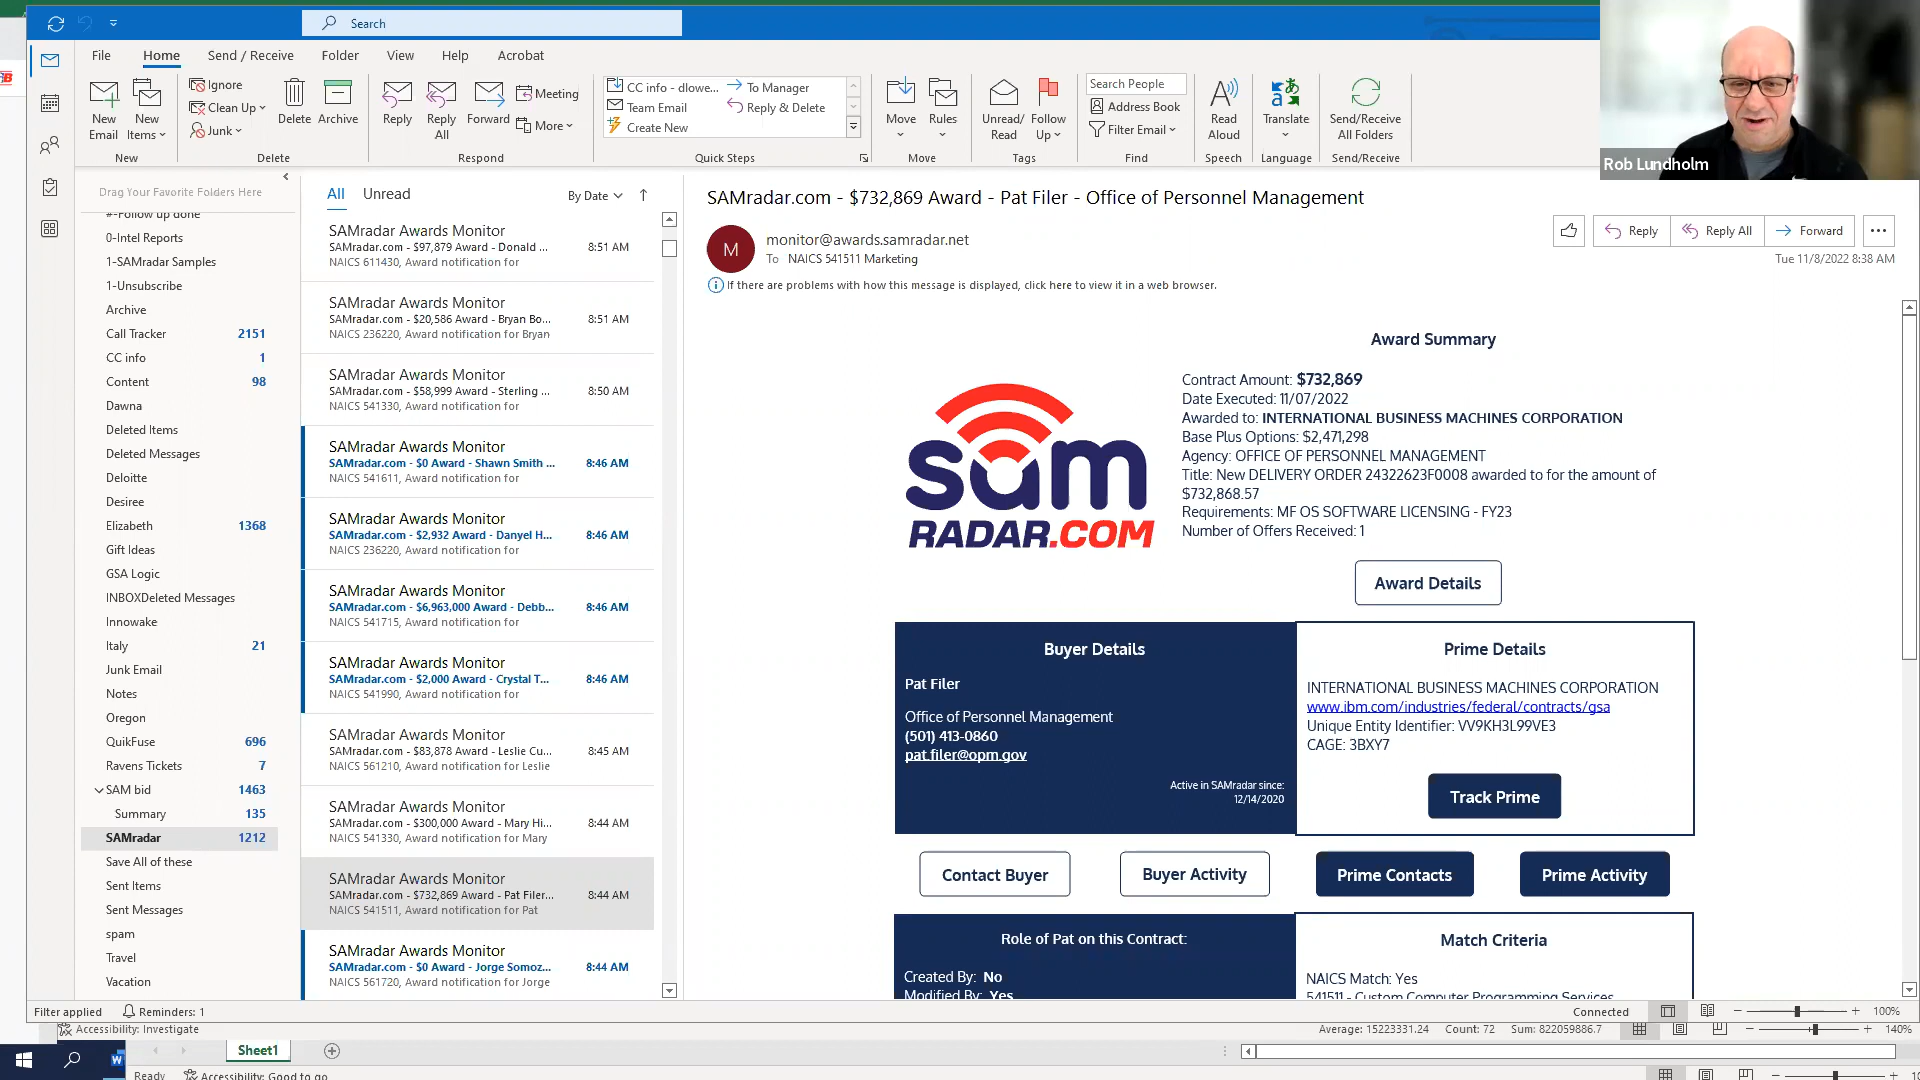 Search
File Home Send / Receive Folder View Help Acrobat
New Email
New Items
New
Ignore
Clean Up
Junk
Delete
Archive
Delete
Reply
Reply All
Forward
Meeting
More
Respond
CC info - dlowe...
Team Email
Create New
To Manager
Reply & Delete
Quick Steps
Move
Rules
Move
Unread/ Read
Follow Up
Tags
Search People
Address Book
Filter Email
Find
Read Aloud
Speech
Translate
Language
Send/Receive All Folders
Send/Receive
Rob Lundholm
Drag Your Favorite Folders Here
#-Follow up done
0-Intel Reports
1-SAMradar Samples
1-Unsubscribe
Archive
Call Tracker 2151
CC info 1
Content 98
Dawna
Deleted Items
Deleted Messages
Deloitte
Desiree
Elizabeth 1368
Gift Ideas
GSA Logic
INBOXDeleted Messages
Innowake
Italy 21
Junk Email
Notes
Oregon
QuikFuse 696
Ravens Tickets 7
SAM bid 1463
Summary 135
SAMradar 1212
Save All of these
Sent Items
Sent Messages
spam
Travel
Vacation
All Unread By Date
SAMradar Awards Monitor
SAMradar.com - $97,879 Award - Donald ... 8:51 AM
NAICS 611430, Award notification for
SAMradar Awards Monitor
SAMradar.com - $20,586 Award - Bryan Bo... 8:51 AM
NAICS 236220, Award notification for Bryan
SAMradar Awards Monitor
SAMradar.com - $58,999 Award - Sterling ... 8:50 AM
NAICS 541330, Award notification for
SAMradar Awards Monitor
SAMradar.com - $0 Award - Shawn Smith ... 8:46 AM
NAICS 541611, Award notification for
SAMradar Awards Monitor
SAMradar.com - $2,932 Award - Danyel H... 8:46 AM
NAICS 236220, Award notification for
SAMradar Awards Monitor
SAMradar.com - $6,963,000 Award - Debb... 8:46 AM
NAICS 541715, Award notification for
SAMradar Awards Monitor
SAMradar.com - $2,000 Award - Crystal T... 8:46 AM
NAICS 541990, Award notification for
SAMradar Awards Monitor
SAMradar.com - $83,878 Award - Leslie Cu... 8:45 AM
NAICS 561210, Award notification for Leslie
SAMradar Awards Monitor
SAMradar.com - $300,000 Award - Mary Hi... 8:44 AM
NAICS 541330, Award notification for Mary
SAMradar Awards Monitor
SAMradar.com - $732,869 Award - Pat Filer... 8:44 AM
NAICS 541511, Award notification for Pat
SAMradar Awards Monitor
SAMradar.com - $0 Award - Jorge Somoz... 8:44 AM
NAICS 561720, Award notification for Jorge
SAMradar.com - $732,869 Award - Pat Filer - Office of Personnel Management
M
monitor@awards.samradar.net
To NAICS 541511 Marketing
Reply Reply All Forward
Tue 11/8/2022 8:38 AM
If there are problems with how this message is displayed, click here to view it in a web browser.
sam
RADAR.COM
Award Summary
Contract Amount: $732,869
Date Executed: 11/07/2022
Awarded to: INTERNATIONAL BUSINESS MACHINES CORPORATION
Base Plus Options: $2,471,298
Agency: OFFICE OF PERSONNEL MANAGEMENT
Title: New DELIVERY ORDER 24322623F0008 awarded to for the amount of
$732,868.57
Requirements: MF OS SOFTWARE LICENSING - FY23
Number of Offers Received: 1
Award Details
Buyer Details
Pat Filer
Office of Personnel Management
(501) 413-0860
pat.filer@opm.gov
Active in SAMradar since:
12/14/2020
Prime Details
INTERNATIONAL BUSINESS MACHINES CORPORATION
www.ibm.com/industries/federal/contracts/gsa
Unique Entity Identifier: VV9KH3L99VE3
CAGE: 3BXY7
Track Prime
Contact Buyer Buyer Activity Prime Contacts Prime Activity
Role of Pat on this Contract:
Created By: No
Modified By: Yes
Match Criteria
NAICS Match: Yes
541511 - Custom Computer Programming Services
Filter applied Reminders: 1 Connected 100%
Accessibility: Investigate Average: 15223331.24 Count: 72 Sum: 822059886.7 140%
Sheet1
Ready Accessibility: Good to go